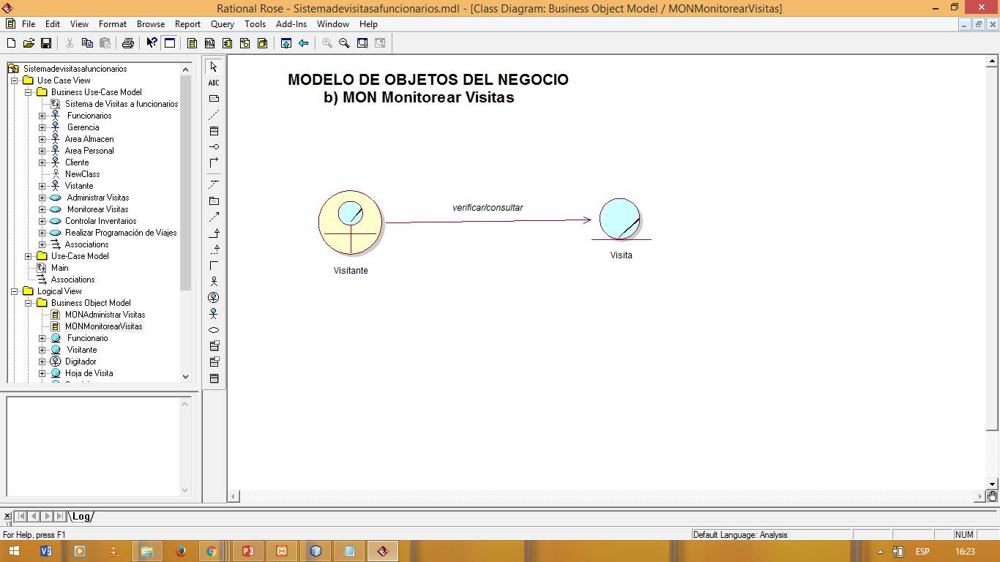 Rational Rose - Sistemadevisitasafuncionarios.mdl - [Class Diagram: Business Object Model / MONMonitorearVisitas]
File Edit View Format Browse Report Query Tools Add-Ins Window Help
Sistemadevisitasafuncionarios
Use Case View
Business Use-Case Model
Sistema de Visitas a funcionarios
Funcionarios
Gerencia
Area Almacen
Area Personal
Cliente
NewClass
Vistante
Administrar Visitas
Monitorear Visitas
Controlar Inventarios
Realizar Programación de Viajes
Associations
Use-Case Model
Main
Associations
Logical View
Business Object Model
MONAdministrar Visitas
MONMonitorearVisitas
Funcionario
Visitante
Digitador
Hoja de Visita
ABC
MODELO DE OBJETOS DEL NEGOCIO
b) MON Monitorear Visitas
verificar/consultar
Visitante
Visita
Log
For Help, press F1
Default Language: Analysis
NUM
ESP
16:23